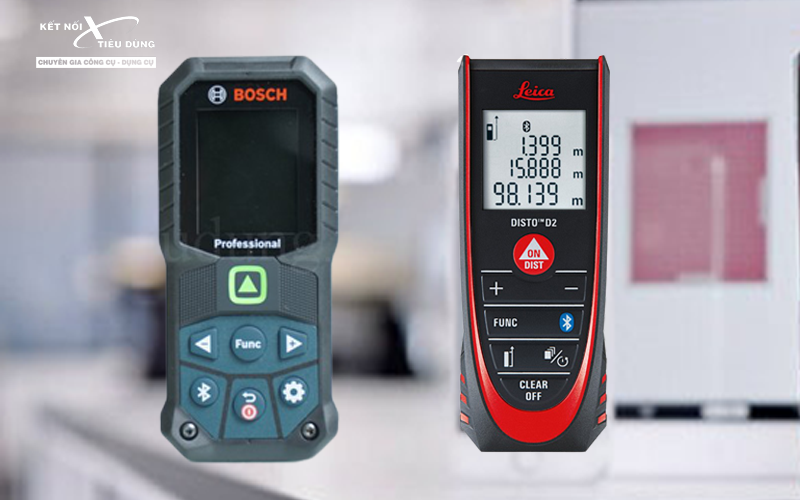 KẾT NỐI
TIÊU DÙNG
CHUYÊN GIA CÔNG CỤ - DỤNG CỤ
BOSCH
Professional
Func
Leica
1.399 m
15.888 m
98.139 m
DISTO™ D2
ON
DIST
+ −
FUNC
CLEAR
OFF